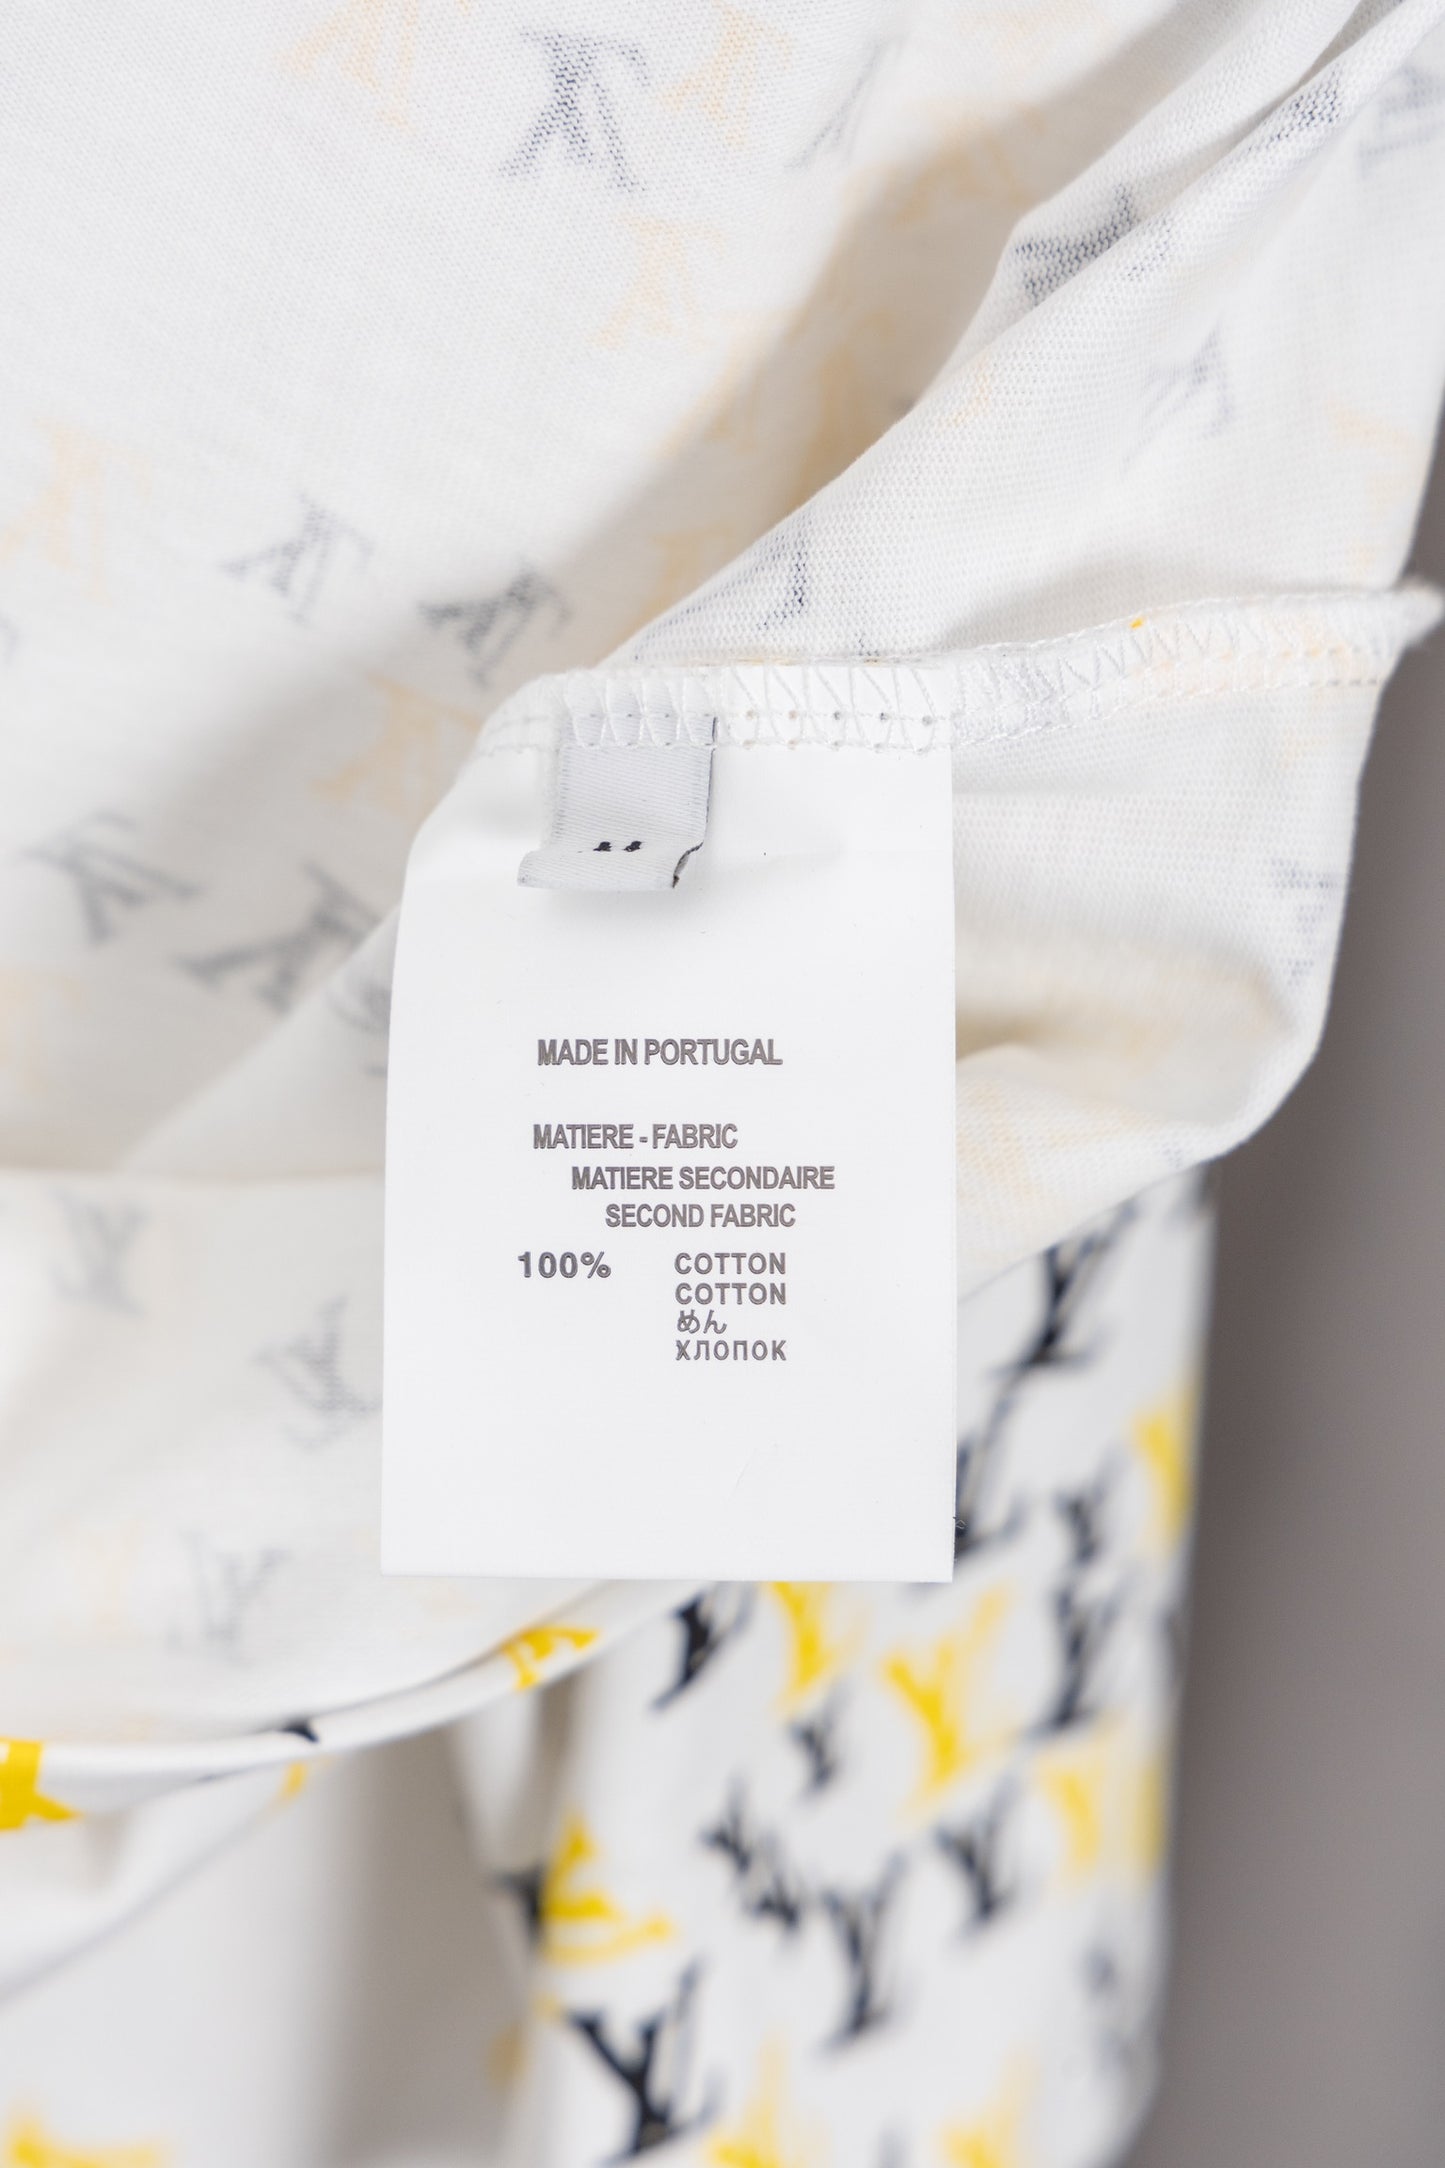 MADE IN PORTUGAL
MATIERE - FABRIC
MATIERE SECONDAIRE
SECOND FABRIC
100% COTTON
COTTON
めん
ХЛОПОК